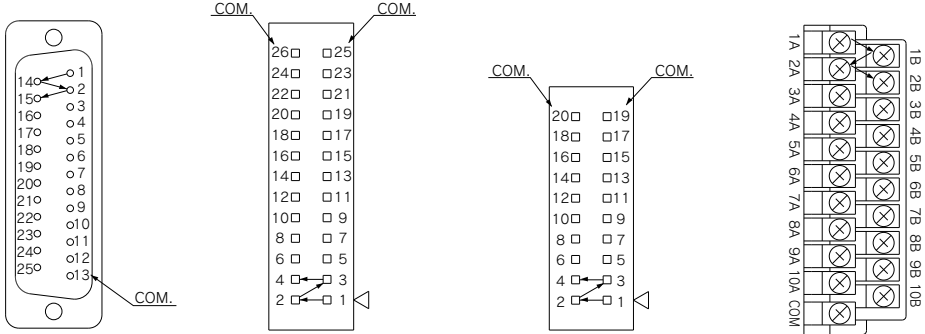 1
14
2
15
3
16
4
17
5
18
6
19
7
20
8
21
9
22
10
23
11
24
12
25
13
COM.
COM. COM.
26 25
24 23
22 21
20 19
18 17
16 15
14 13
12 11
10 9
8 7
6 5
4 3
2 1
COM. COM.
20 19
18 17
16 15
14 13
12 11
10 9
8 7
6 5
4 3
2 1
1A
2A
3A
4A
5A
6A
7A
8A
9A
10A
COM
1B
2B
3B
4B
5B
6B
7B
8B
9B
10B